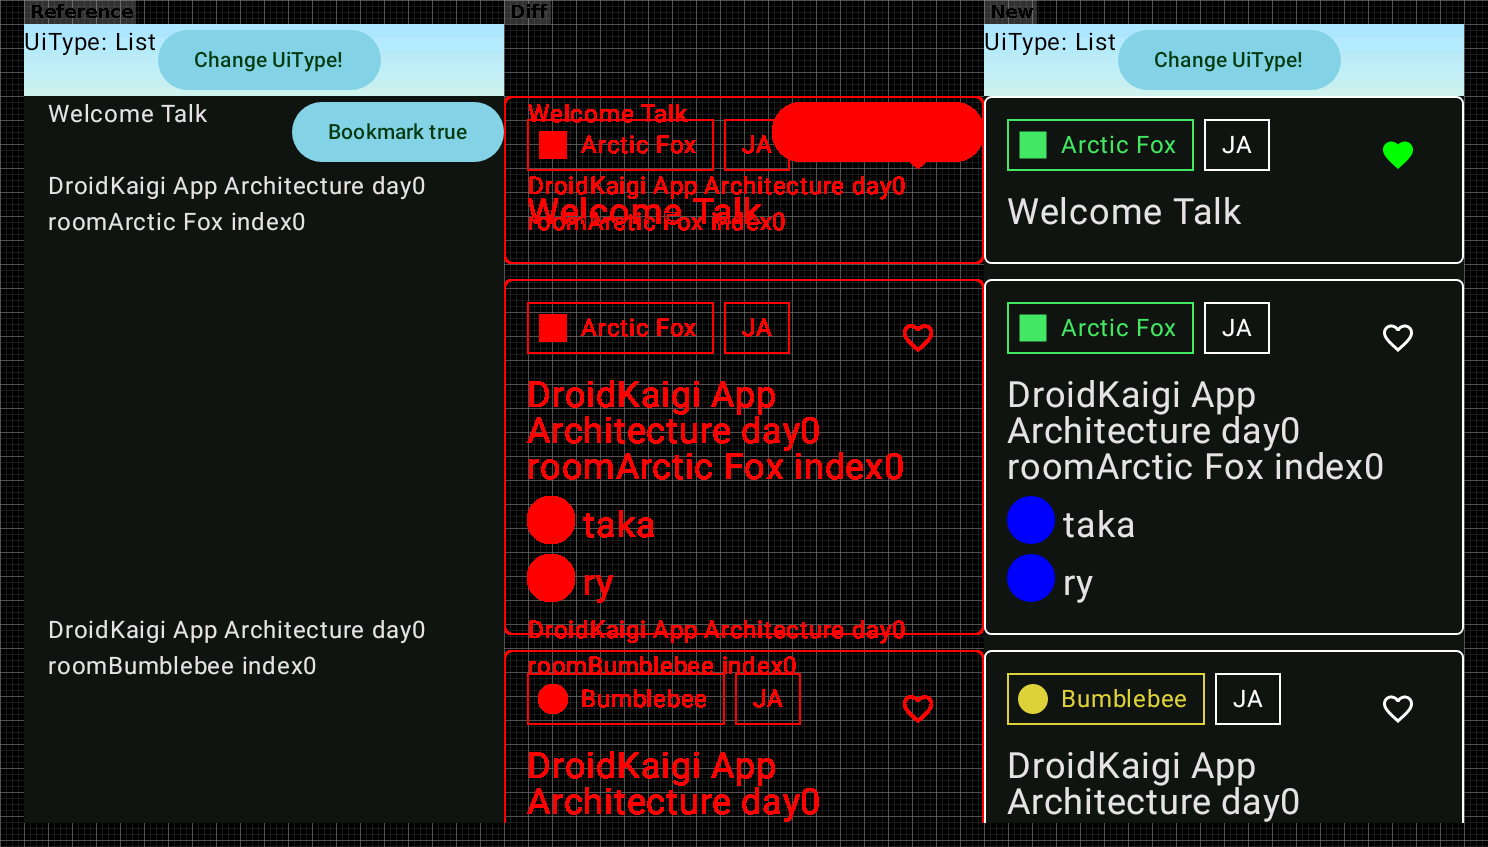 Reference
UiType: List
Change UiType!
Welcome Talk
Bookmark true
DroidKaigi App Architecture day0
roomArctic Fox index0
DroidKaigi App Architecture day0
roomBumblebee index0
Diff
Welcome Talk
Arctic Fox
JA
DroidKaigi App Architecture day0
Welcome Talk
roomArctic Fox index0
Arctic Fox
JA
DroidKaigi App
Architecture day0
roomArctic Fox index0
taka
ry
DroidKaigi App Architecture day0
roomBumblebee index0
Bumblebee
JA
DroidKaigi App
Architecture day0
New
UiType: List
Change UiType!
Arctic Fox
JA
Welcome Talk
Arctic Fox
JA
DroidKaigi App
Architecture day0
roomArctic Fox index0
taka
ry
Bumblebee
JA
DroidKaigi App
Architecture day0